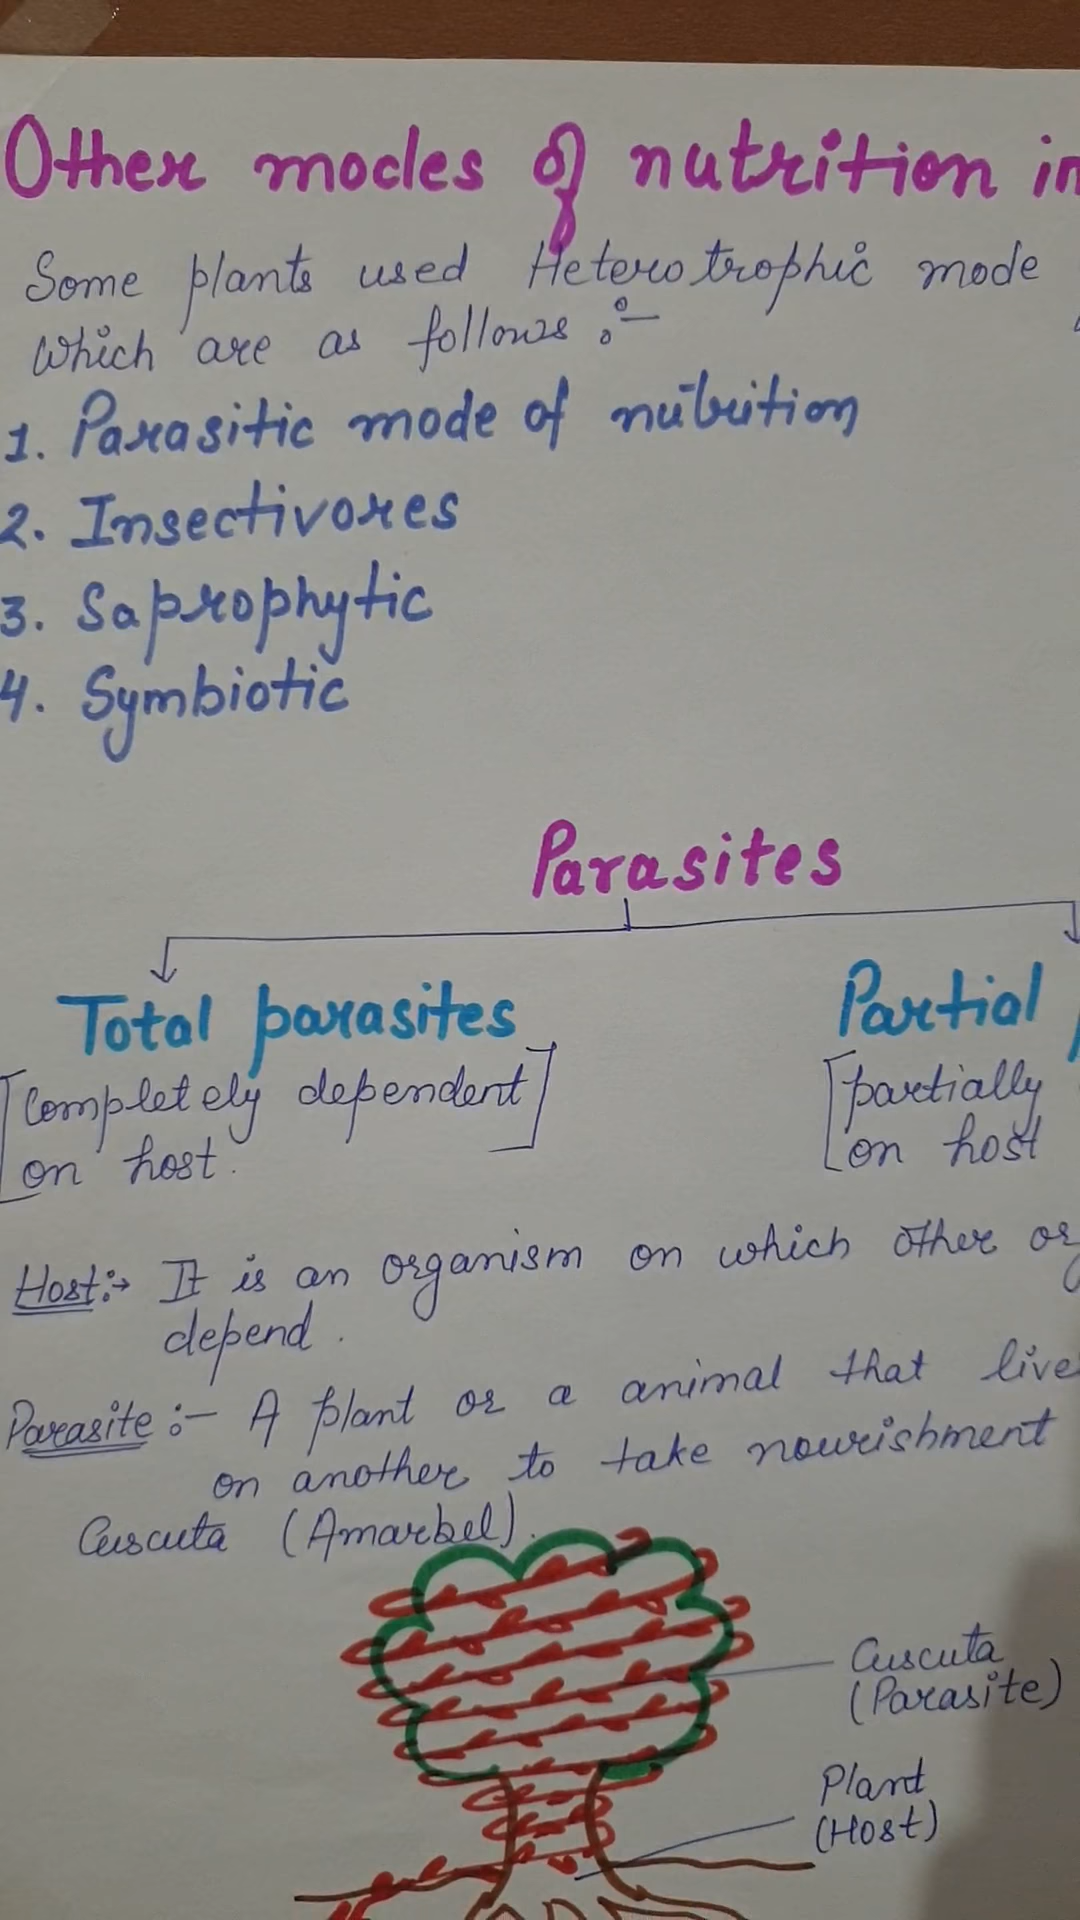 Other modes of nutrition in
Some plants used Heterotrophic mode
which are as follows :-
1. Parasitic mode of nutrition
2. Insectivores
3. Saprophytic
4. Symbiotic
Parasites
Total parasites
Partial
[completely dependent]
on host.
[partially
on host
Host:→ It is an organism on which other
depend.
Parasite :- A plant or a animal that live
on another to take nourishment
Cuscuta (Amarbel).
Cuscuta
(Parasite)
Plant
(Host)